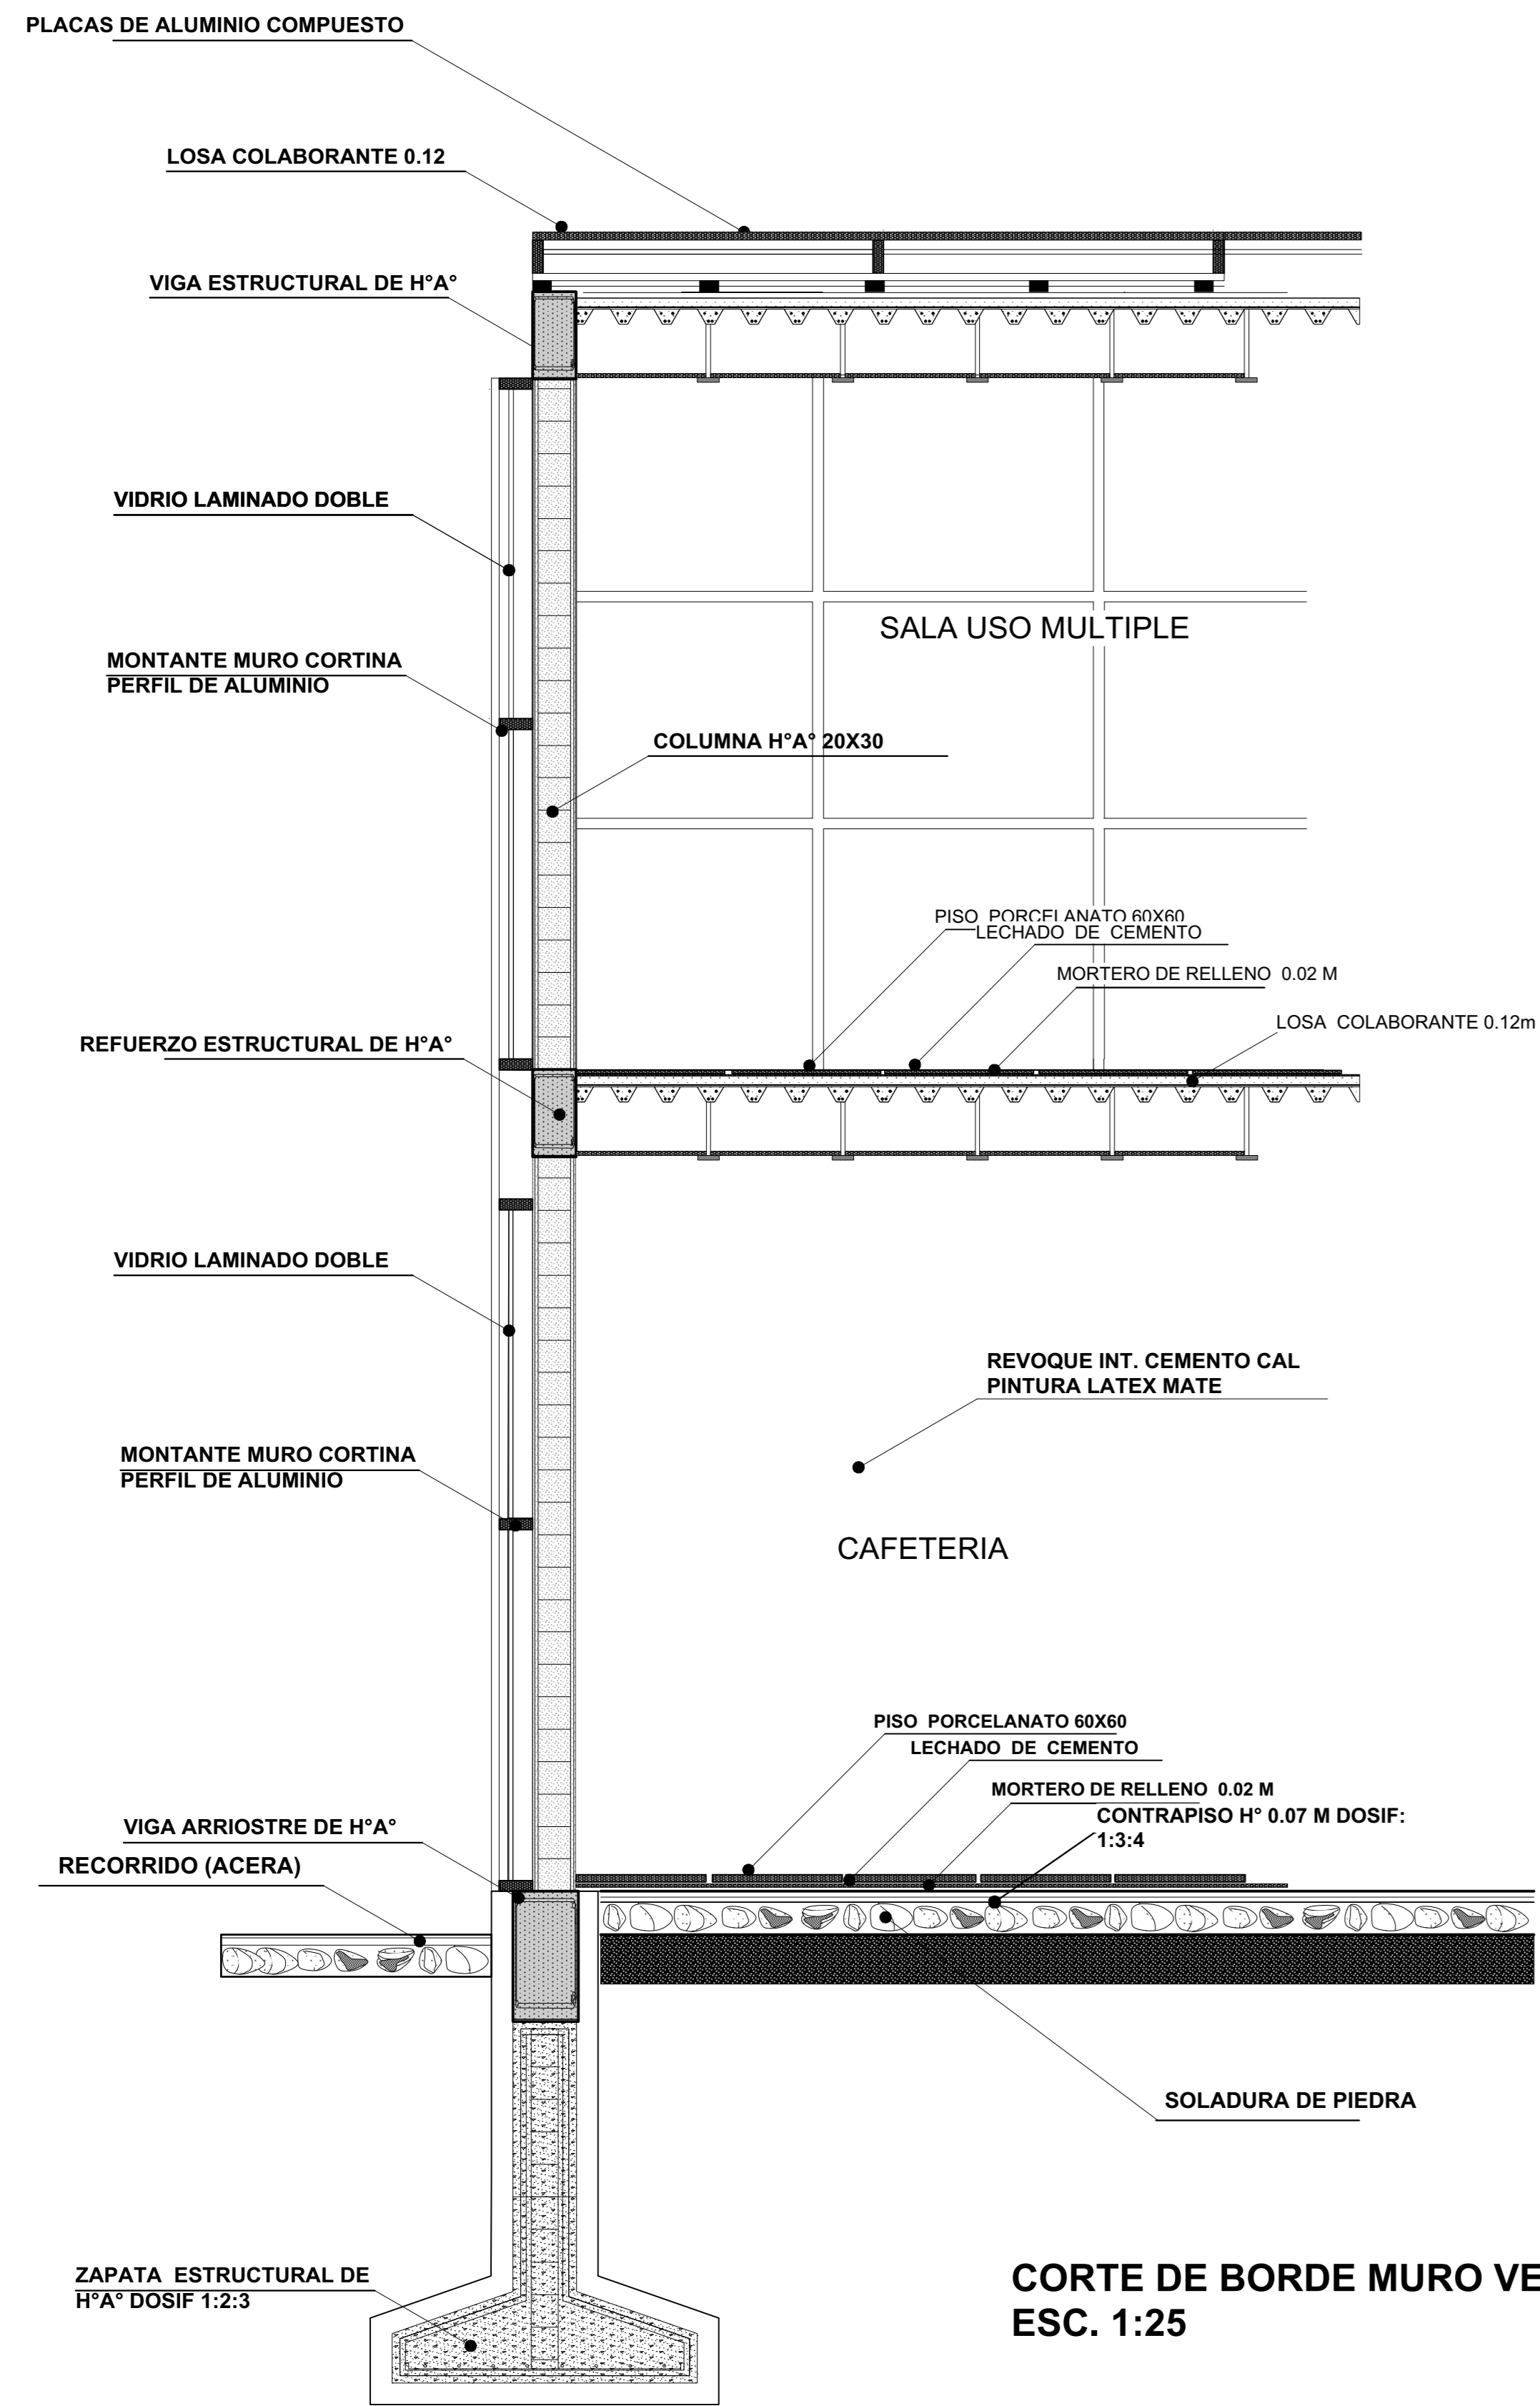 PLACAS DE ALUMINIO COMPUESTO
LOSA COLABORANTE 0.12
VIGA ESTRUCTURAL DE H°A°
VIDRIO LAMINADO DOBLE
SALA USO MULTIPLE
MONTANTE MURO CORTINA
PERFIL DE ALUMINIO
COLUMNA H°A° 20X30
PISO PORCELANATO 60X60
LECHADO DE CEMENTO
MORTERO DE RELLENO 0.02 M
LOSA COLABORANTE 0.12m
REFUERZO ESTRUCTURAL DE H°A°
VIDRIO LAMINADO DOBLE
REVOQUE INT. CEMENTO CAL
PINTURA LATEX MATE
MONTANTE MURO CORTINA
PERFIL DE ALUMINIO
CAFETERIA
PISO PORCELANATO 60X60
LECHADO DE CEMENTO
MORTERO DE RELLENO 0.02 M
CONTRAPISO H° 0.07 M DOSIF:
1:3:4
VIGA ARRIOSTRE DE H°A°
RECORRIDO (ACERA)
SOLADURA DE PIEDRA
ZAPATA ESTRUCTURAL DE
H°A° DOSIF 1:2:3
CORTE DE BORDE MURO VE
ESC. 1:25